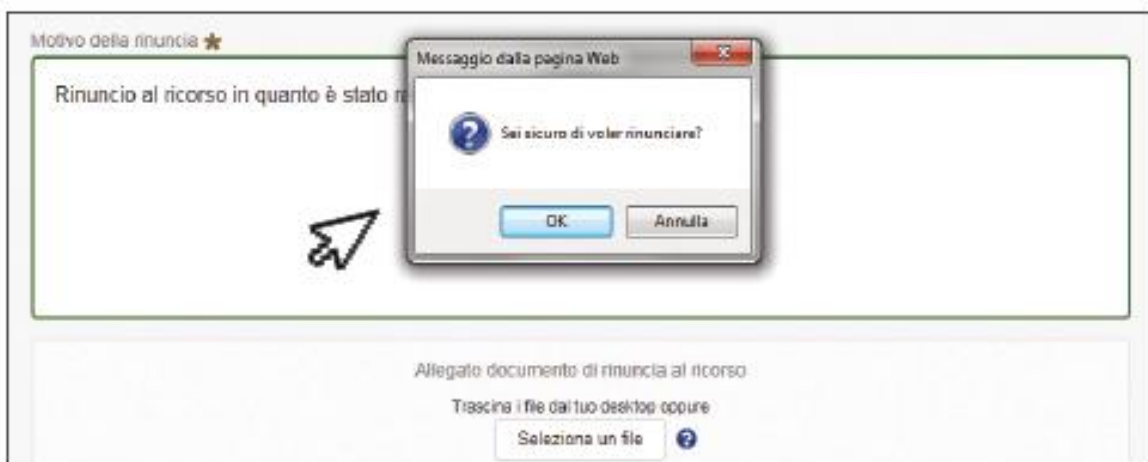 Motivo della rinuncia
Messaggio dalla pagina Web
Rinuncio al ricorso in quanto è stato
Sei sicuro di voler rinunciare?
OK
Annulla
Allegato documento di rinuncia al ricorso
Trascina i file dal tuo desktop oppure
Seleziona un file